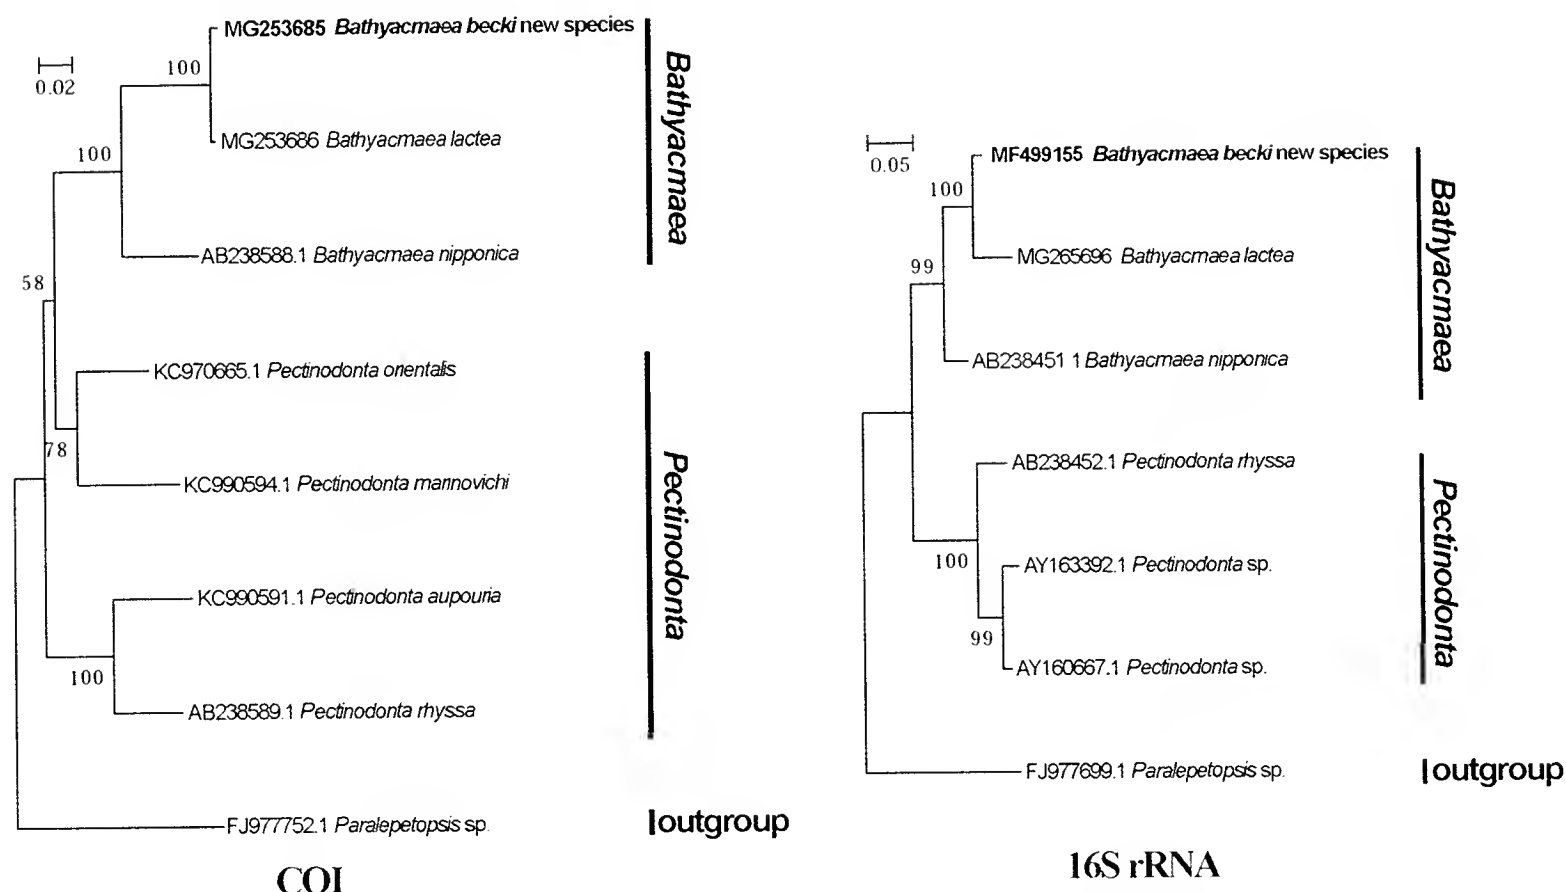 MG253685 Bathyacmaea becki new species
0.02
100
MG253686 Bathyacmaea lactea
100
AB238588.1 Bathyacmaea nipponica
Bathyacmaea
58
KC970665.1 Pectinodonta orientalis
78
KC990594.1 Pectinodonta marinovichi
KC990591.1 Pectinodonta aupouria
100
AB238589.1 Pectinodonta rhyssa
Pectinodonta
FJ977752.1 Paralepetopsis sp.
outgroup
COI
0.05
MF499155 Bathyacmaea becki new species
100
MG265696 Bathyacmaea lactea
99
AB238451 1 Bathyacmaea nipponica
Bathyacmaea
AB238452.1 Pectinodonta rhyssa
100
AY163392.1 Pectinodonta sp.
99
AY160667.1 Pectinodonta sp.
Pectinodonta
FJ977699.1 Paralepetopsis sp.
outgroup
16S rRNA